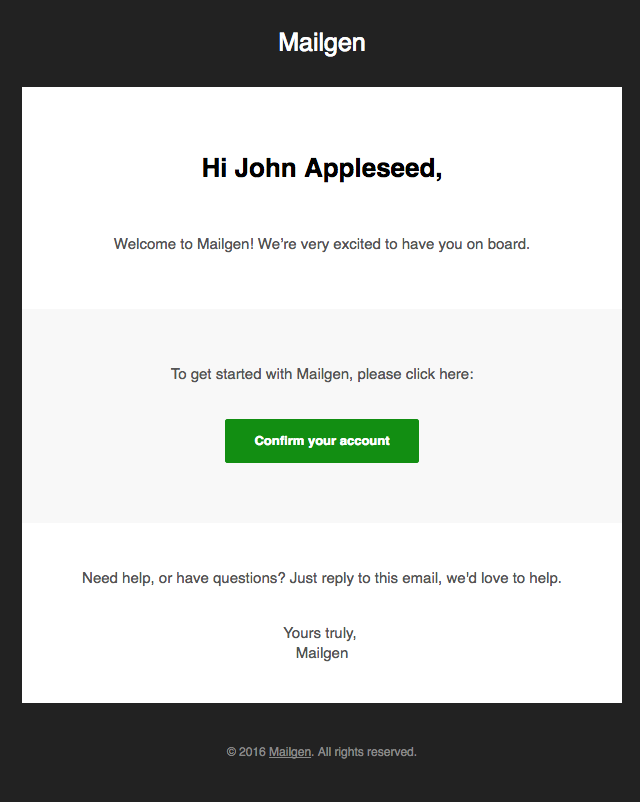 Mailgen
Hi John Appleseed,
Welcome to Mailgen! We’re very excited to have you on board.
To get started with Mailgen, please click here:
Confirm your account
Need help, or have questions? Just reply to this email, we'd love to help.
Yours truly,
Mailgen
© 2016 Mailgen. All rights reserved.